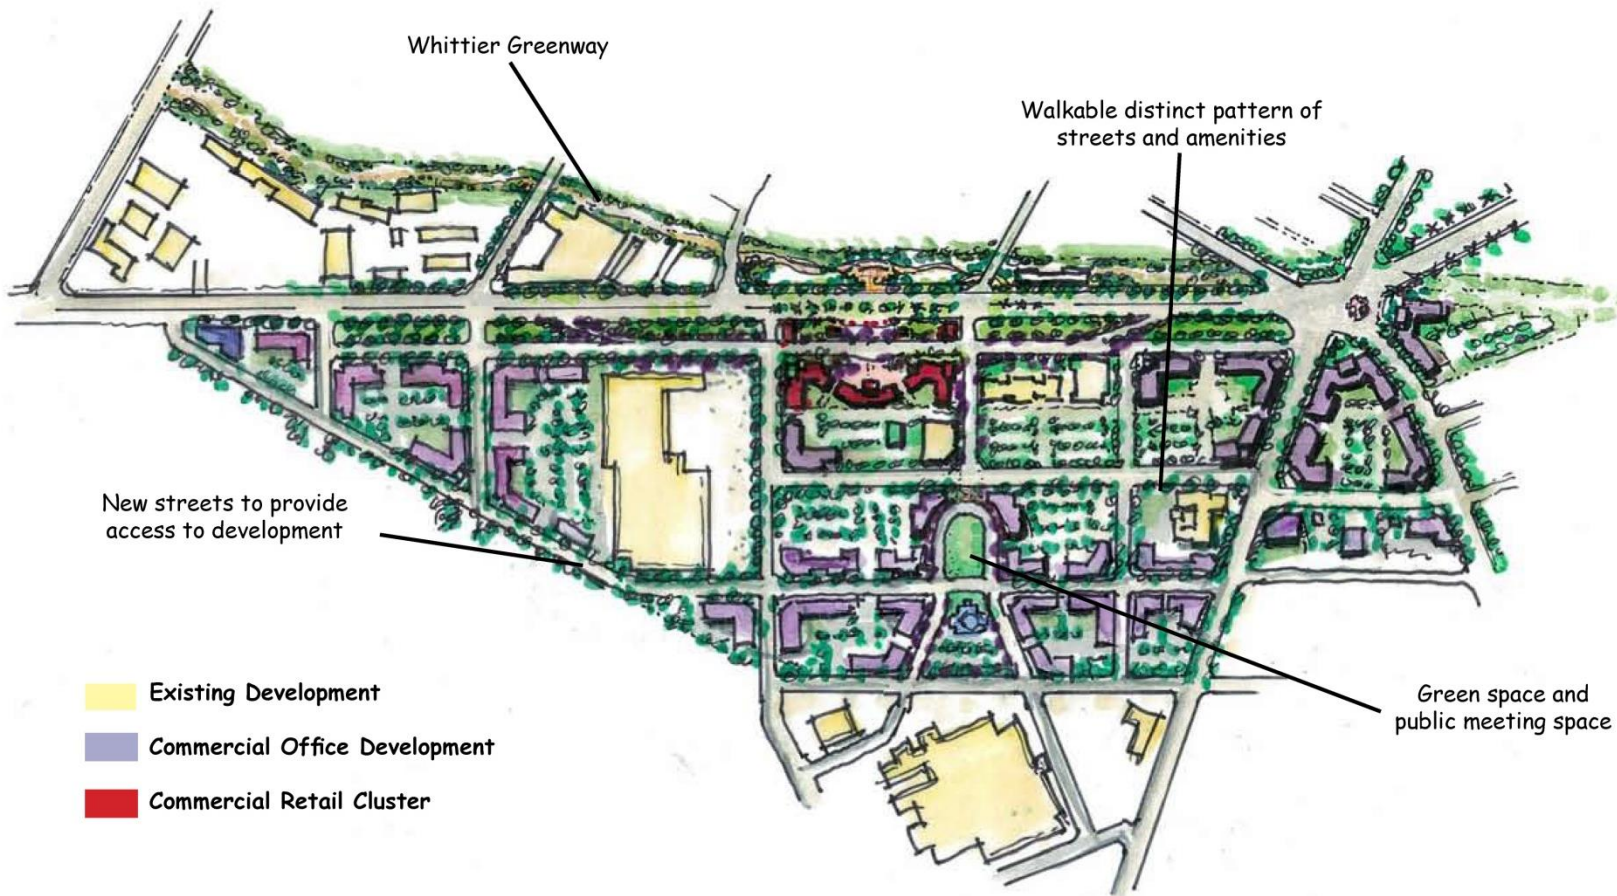 Whittier Greenway
Walkable distinct pattern of
streets and amenities
New streets to provide
access to development
Green space and
public meeting space
Existing Development
Commercial Office Development
Commercial Retail Cluster